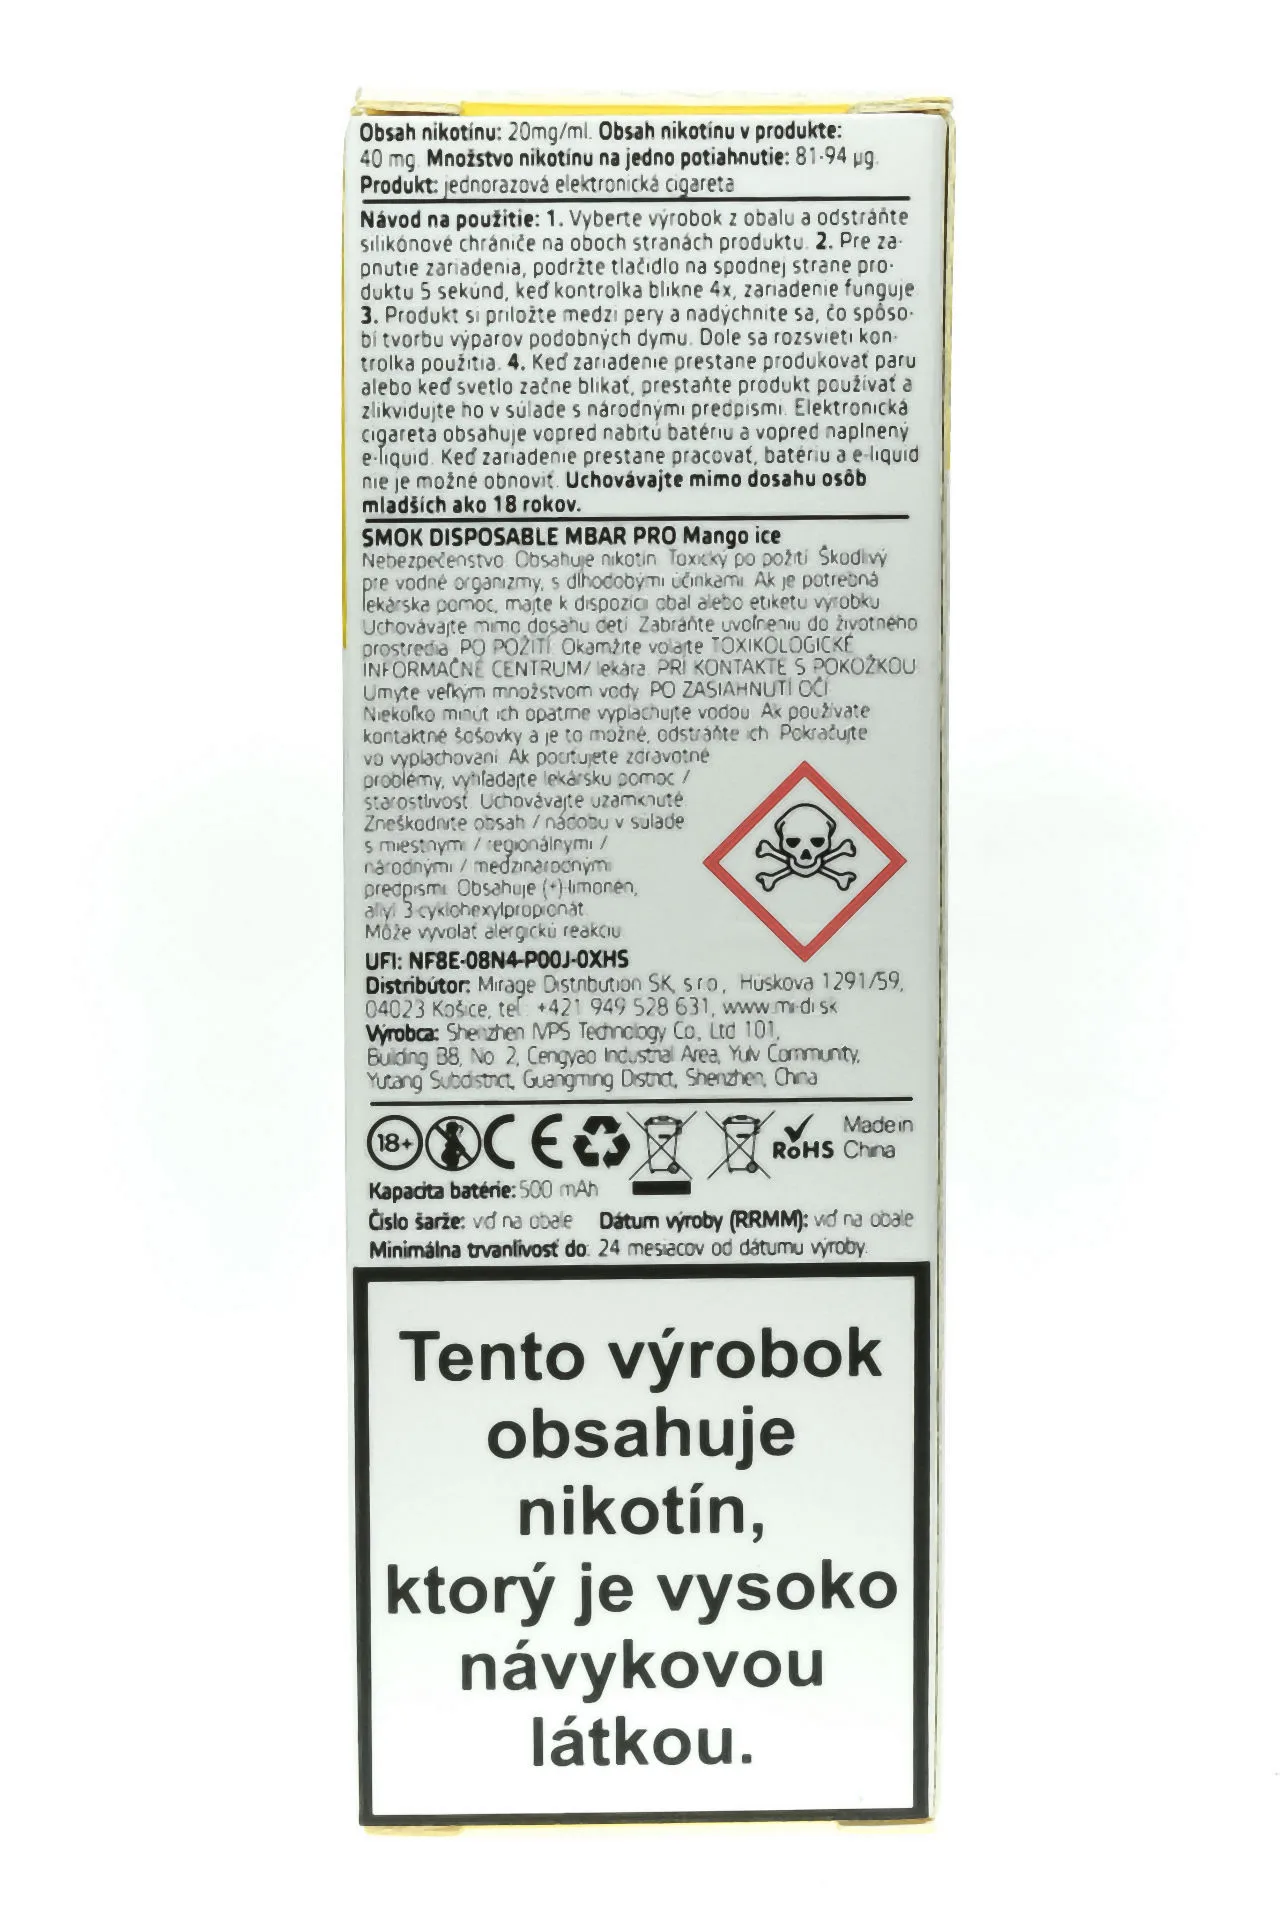 Obsah nikotínu: 20mg/ml. Obsah nikotínu v produkte:
40 mg. Množstvo nikotínu na jedno potiahnutie: 81-94 µg.
Produkt: jednorazová elektronická cigareta
Návod na použitie: 1. Vyberte výrobok z obalu a odstráňte
silikónové chrániče na oboch stranách produktu. 2. Pre za-
pnutie zariadenia, podržte tlačidlo na spodnej strane pro-
duktu 5 sekúnd, keď kontrolka blikne 4x, zariadenie funguje.
3. Produkt si priložte medzi pery a nadýchnite sa, čo spôso-
bí tvorbu výparov podobných dymu. Dole sa rozsvieti kon-
trolka použitia. 4. Keď zariadenie prestane produkovať paru
alebo keď svetlo začne blikať, prestaňte produkt používať a
zlikvidujte ho v súlade s národnými predpismi. Elektronická
cigareta obsahuje vopred nabitú batériu a vopred naplnený
e-liquid. Keď zariadenie prestane pracovať, batériu a e-liquid
nie je možné obnoviť. Uchovávajte mimo dosahu osôb
mladších ako 18 rokov.
SMOK DISPOSABLE MBAR PRO Mango ice
Nebezpečenstvo. Obsahuje nikotín. Toxický po požití. Škodlivý
pre vodné organizmy, s dlhodobými účinkami. Ak je potrebná
lekárska pomoc, majte k dispozícii obal alebo etiketu výrobku.
Uchovávajte mimo dosahu detí. Zabráňte uvoľneniu do životného
prostredia. PO POŽITÍ: Okamžite volajte TOXIKOLOGICKÉ
INFORMAČNÉ CENTRUM/ lekára. PRI KONTAKTE S POKOŽKOU:
Umyte veľkým množstvom vody. PO ZASIAHNUTÍ OČÍ:
Niekoľko minút ich opatrne vyplachujte vodou. Ak používate
kontaktné šošovky a je to možné, odstráňte ich. Pokračujte
vo vyplachovaní. Ak pociťujete zdravotné
problémy, vyhľadajte lekársku pomoc /
starostlivosť. Uchovávajte uzamknuté.
Zneškodnite obsah / nádobu v súlade
s miestnymi / regionálnymi /
národnými / medzinárodnými
predpismi. Obsahuje (+)-limonén,
allyl 3-cyklohexylpropionát.
Môže vyvolať alergickú reakciu.
UFI: NF8E-08N4-P00J-0XHS
Distribútor: Mirage Distribution SK, s.r.o., Húskova 1291/59,
04023 Košice, tel.: +421 949 528 631, www.mi-di.sk
Výrobca: Shenzhen IVPS Technology Co., Ltd 101,
Building B8, No. 2, Cengyao Industrial Area, Yulv Community,
Yutang Subdistrict, Guangming District, Shenzhen, China
18+ CE RoHS Made in
China
Kapacita batérie: 500 mAh
Číslo šarže: viď na obale Dátum výroby (RRMM): viď na obale
Minimálna trvanlivosť do: 24 mesiacov od dátumu výroby.
Tento výrobok
obsahuje
nikotín,
ktorý je vysoko
návykovou
látkou.